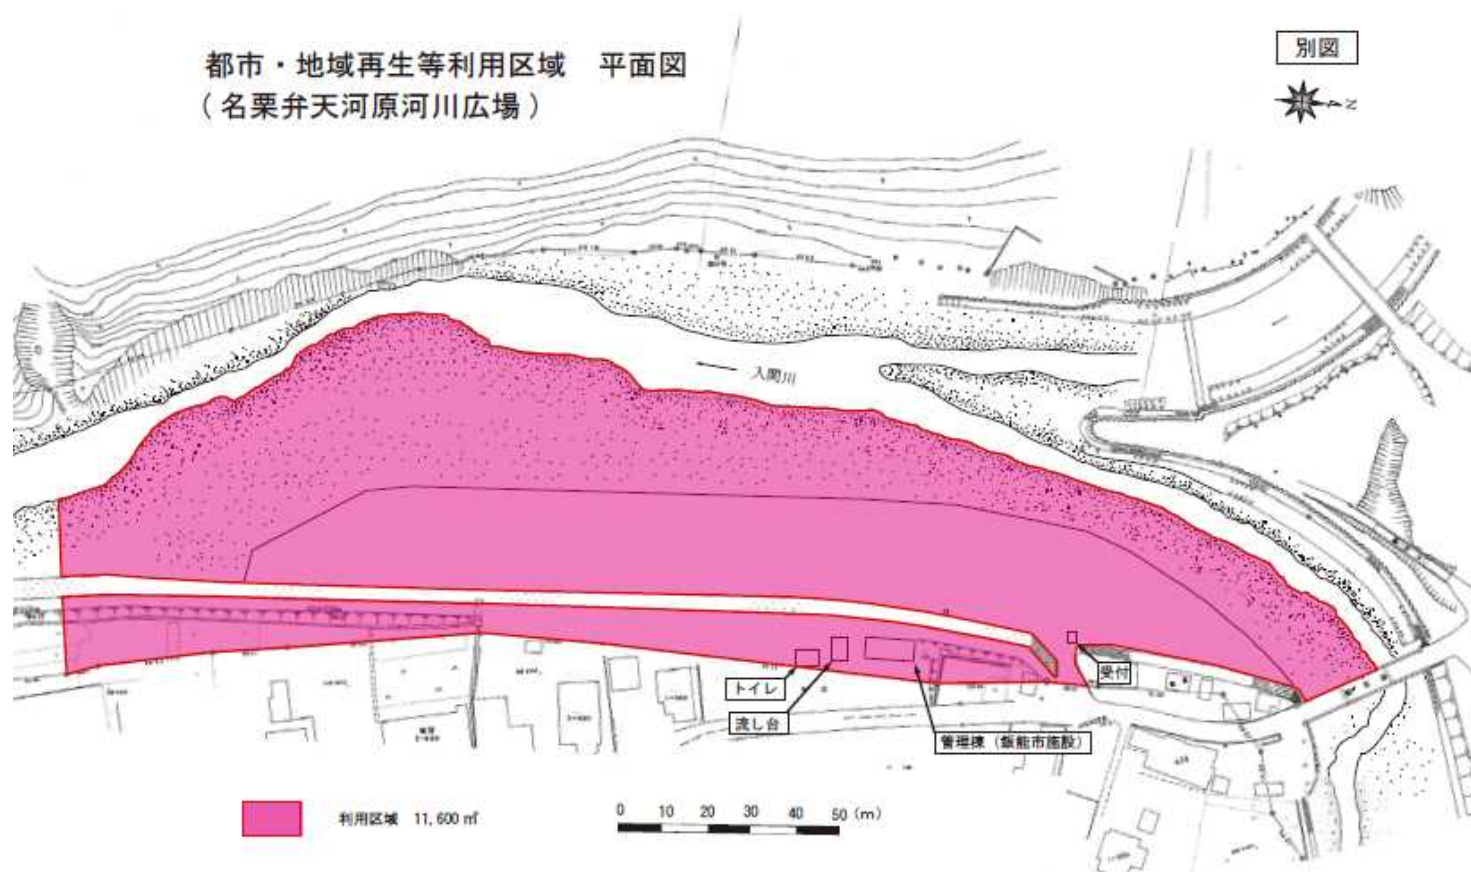 都市・地域再生等利用区域　平面図
（名栗弁天河原河川広場）
別図
N
入間川
トイレ
流し台
受付
管理棟（飯能市施設）
利用区域　11,600 ㎡
0 10 20 30 40 50 (m)